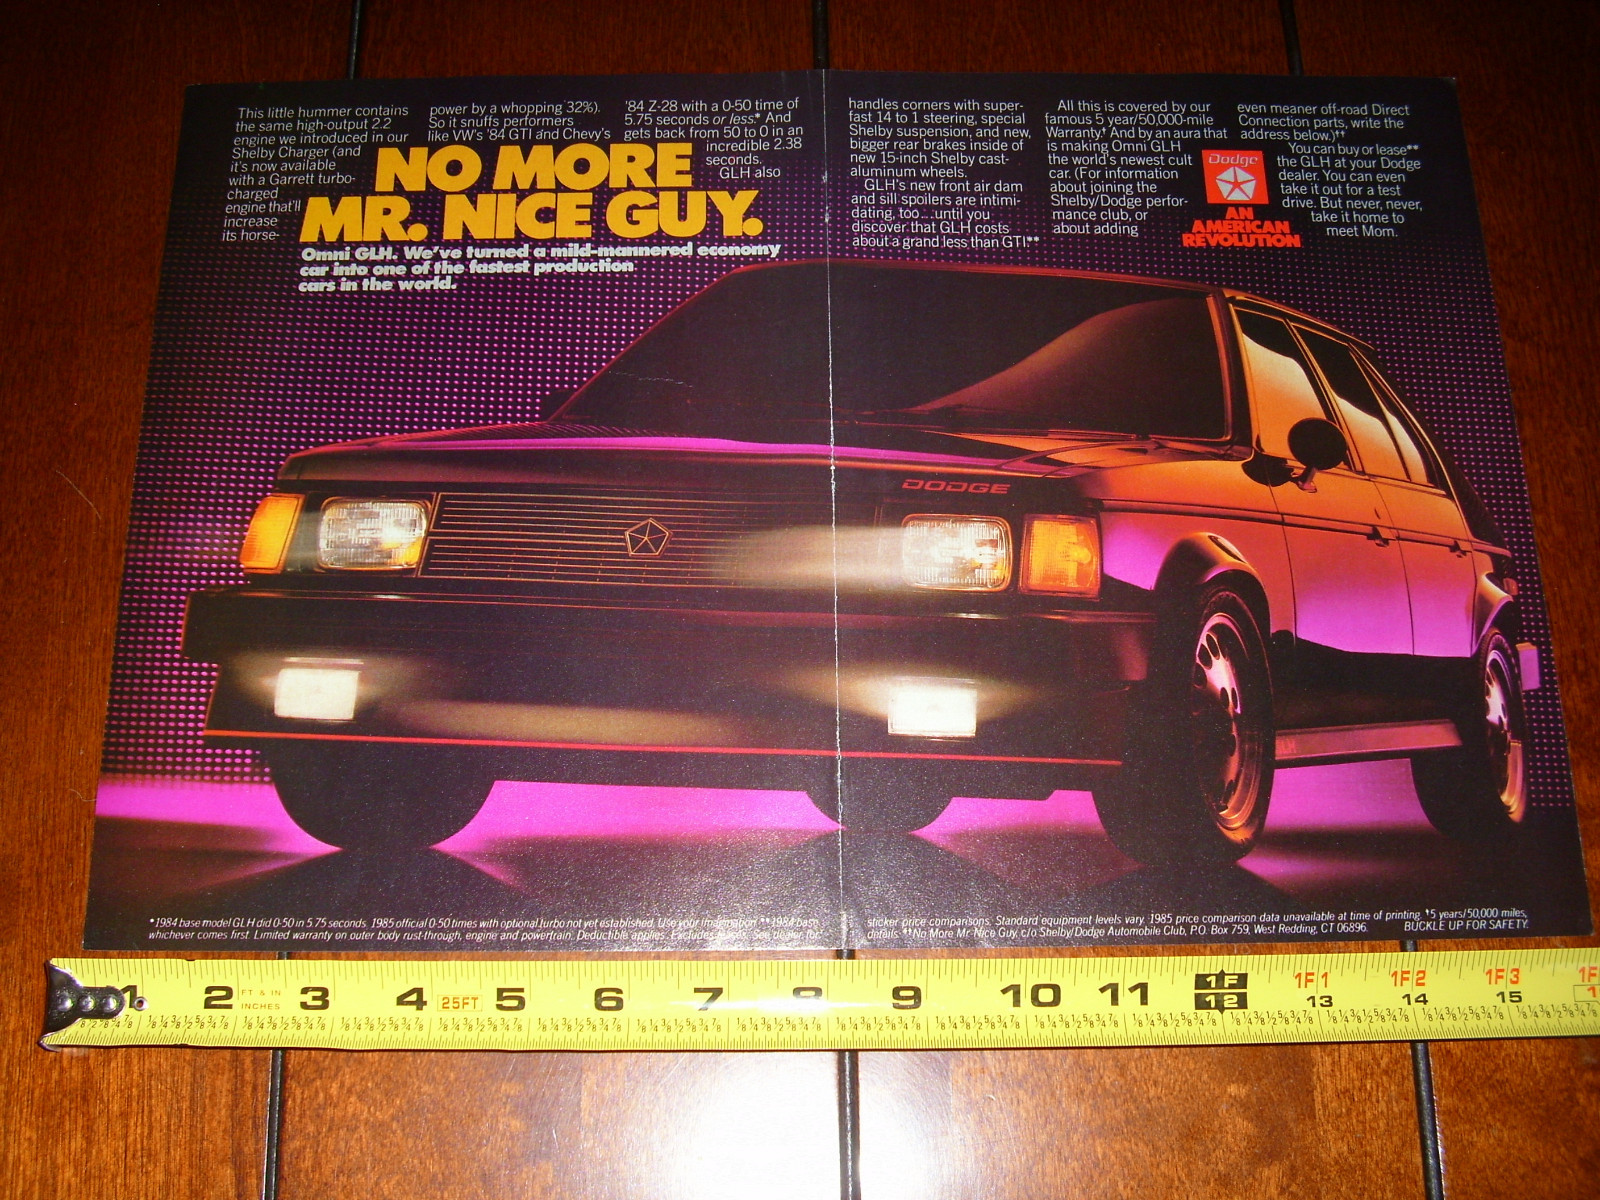 This little hummer contains
the same high-output 2.2
engine we introduced in our
Shelby Charger (and
it's now available
with a Garrett turbo-
charged
engine that'll
increase
its horse-
power by a whopping 32%).
So it snuffs performers
like VW's '84 GTI and Chevy's
'84 Z-28 with a 0-50 time of
5.75 seconds or less.* And
gets back from 50 to 0 in an
incredible 2.38
seconds.
GLH also
NO MORE
MR. NICE GUY.
Omni GLH. We've turned a mild-mannered economy
car into one of the fastest production
cars in the world.
handles corners with super-
fast 14 to 1 steering, special
Shelby suspension, and new,
bigger rear brakes inside of
new 15-inch Shelby cast-
aluminum wheels.
GLH's new front air dam
and sill spoilers are intimi-
dating, too...until you
discover that GLH costs
about a grand less than GTI**
All this is covered by our
famous 5 year/50,000-mile
Warranty.† And by an aura that
is making Omni GLH
the world's newest cult
car. (For information
about joining the
Shelby/Dodge perfor-
mance club, or
about adding
even meaner off-road Direct
Connection parts, write the
address below.)††
You can buy or lease**
the GLH at your Dodge
dealer. You can even
take it out for a test
drive. But never, never,
take it home to
meet Mom.
Dodge
AN
AMERICAN
REVOLUTION
DODGE
*1984 base model GLH did 0-50 in 5.75 seconds. 1985 official 0-50 times with optional turbo not yet established. Use your imagination. **1984 base
sticker price comparisons. Standard equipment levels vary. 1985 price comparison data unavailable at time of printing. †5 years/50,000 miles,
whichever comes first. Limited warranty on outer body rust-through, engine and powertrain. Deductible applies. Excludes leases. See dealer for
details. ††No More Mr. Nice Guy, c/o Shelby/Dodge Automobile Club, P.O. Box 759, West Redding, CT 06896.
BUCKLE UP FOR SAFETY.
1 2 FT & IN INCHES 3 4 25FT 5 6 7 8 9 10 11 1F 12 1F1 13 1F2 14 1F3 15